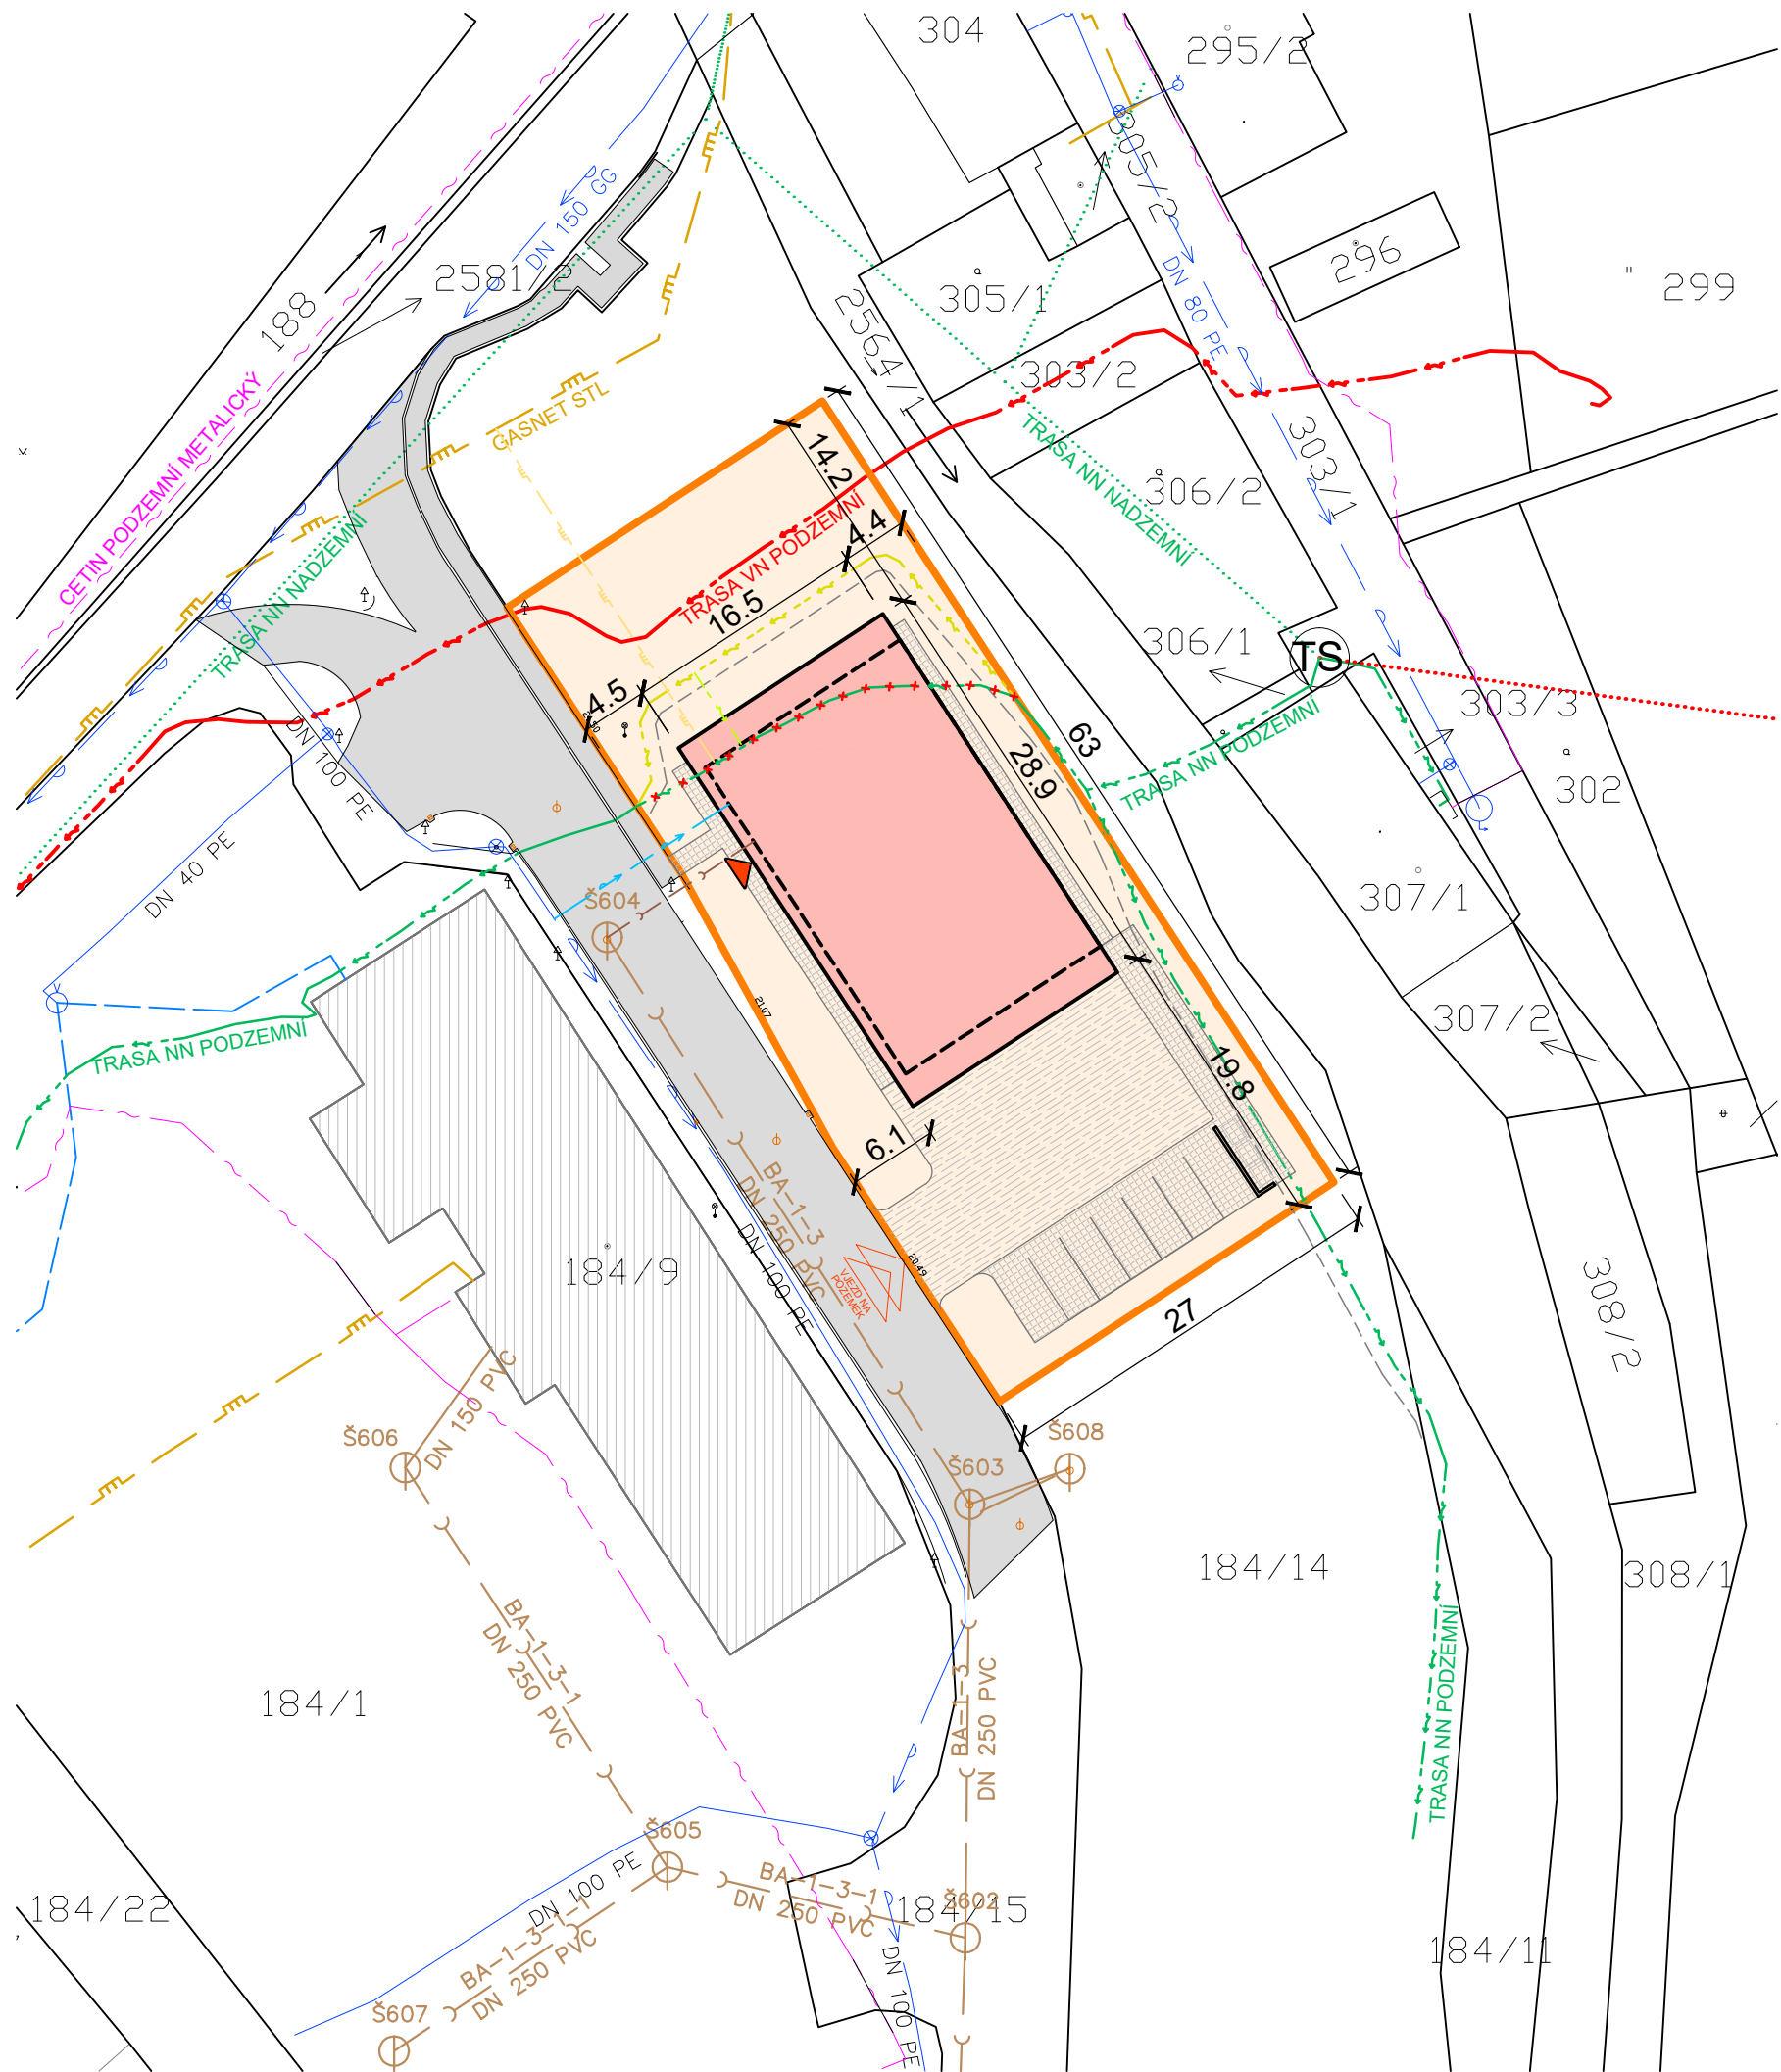 304
295/2
305/2
188
2581/2
DN 150 GG
CETIN PODZEMNÍ METALICKÝ
305/1
2564/1
DN 80 PE
296
"
299
303/2
GASNET STL
TRASA NN NADZEMNÍ
TRASA NN NADZEMNÍ
14.2
4.4
303/1
306/2
TRASA VN PODZEMNÍ
16.5
4.5
306/1
TS
303/3
TRASA NN PODZEMNÍ
63
28.9
302
DN 100 PE
DN 40 PE
307/1
Š604
307/2
TRASA NN PODZEMNÍ
21.07
19.8
6.1
BA-1-3
DN 250 PVC
DN 100 PE
184/9
VJEZD NA
POZEMEK
20.49
27
308/2
Š606
DN 150 PVC
Š603
Š608
184/14
308/1
BA-1-3-1
DN 250 PVC
184/1
BA-1-3
DN 250 PVC
TRASA NN PODZEMNÍ
Š605
DN 100 PE
BA-1-3-1
DN 250 PVC
Š602
184/15
184/22
184/11
BA-1-3-1-1
DN 250 PVC
DN 100 PE
Š607